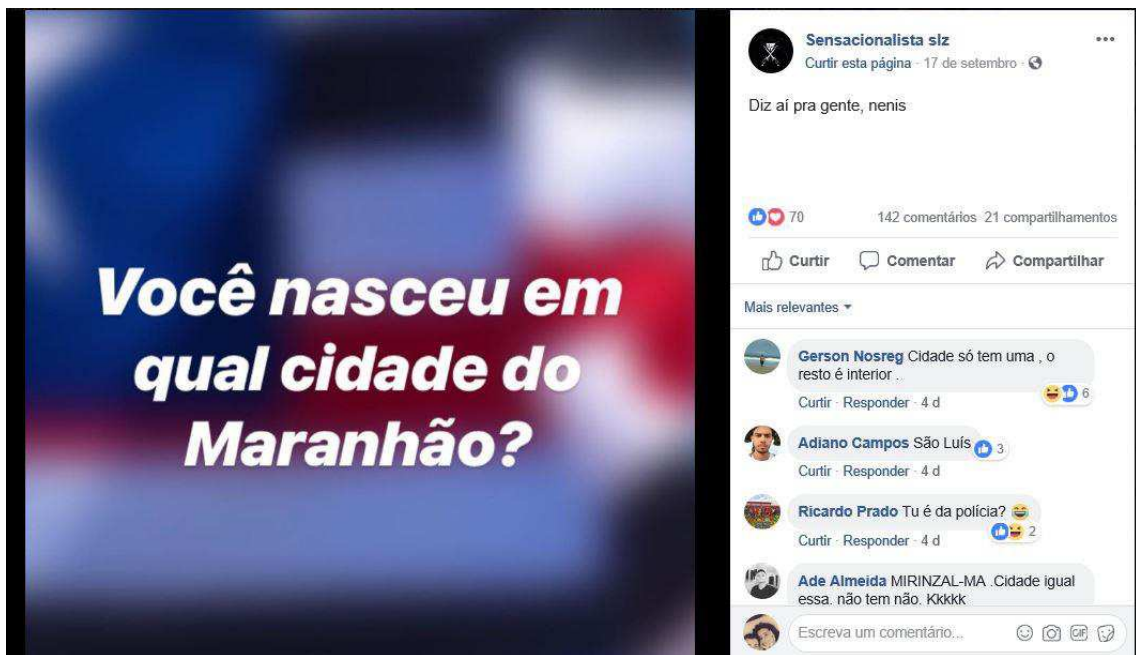 Você nasceu em
qual cidade do
Maranhão?
Sensacionalista slz
Curtir esta página · 17 de setembro ·
Diz aí pra gente, nenis
70
142 comentários 21 compartilhamentos
Curtir Comentar Compartilhar
Mais relevantes
Gerson Nosreg Cidade só tem uma , o
resto é interior .
6
Curtir · Responder · 4 d
Adiano Campos São Luís
3
Curtir · Responder · 4 d
Ricardo Prado Tu é da polícia?
2
Curtir · Responder · 4 d
Ade Almeida MIRINZAL-MA .Cidade igual
essa. não tem não. Kkkkk
Escreva um comentário...
GIF